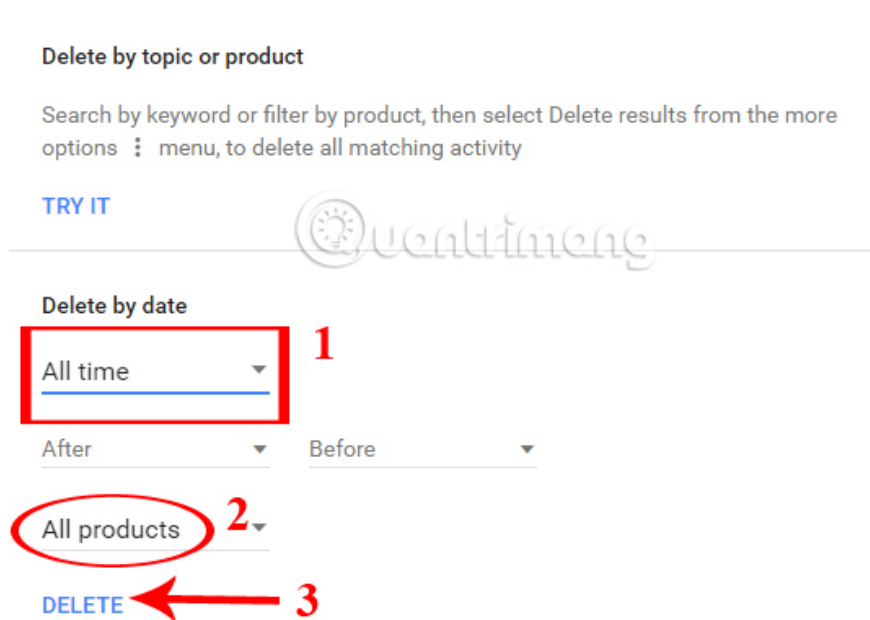 Delete by topic or product
Search by keyword or filter by product, then select Delete results from the more
options ⋮ menu, to delete all matching activity
TRY IT
Quantrimang
Delete by date
All time 1
After Before
All products 2
DELETE 3